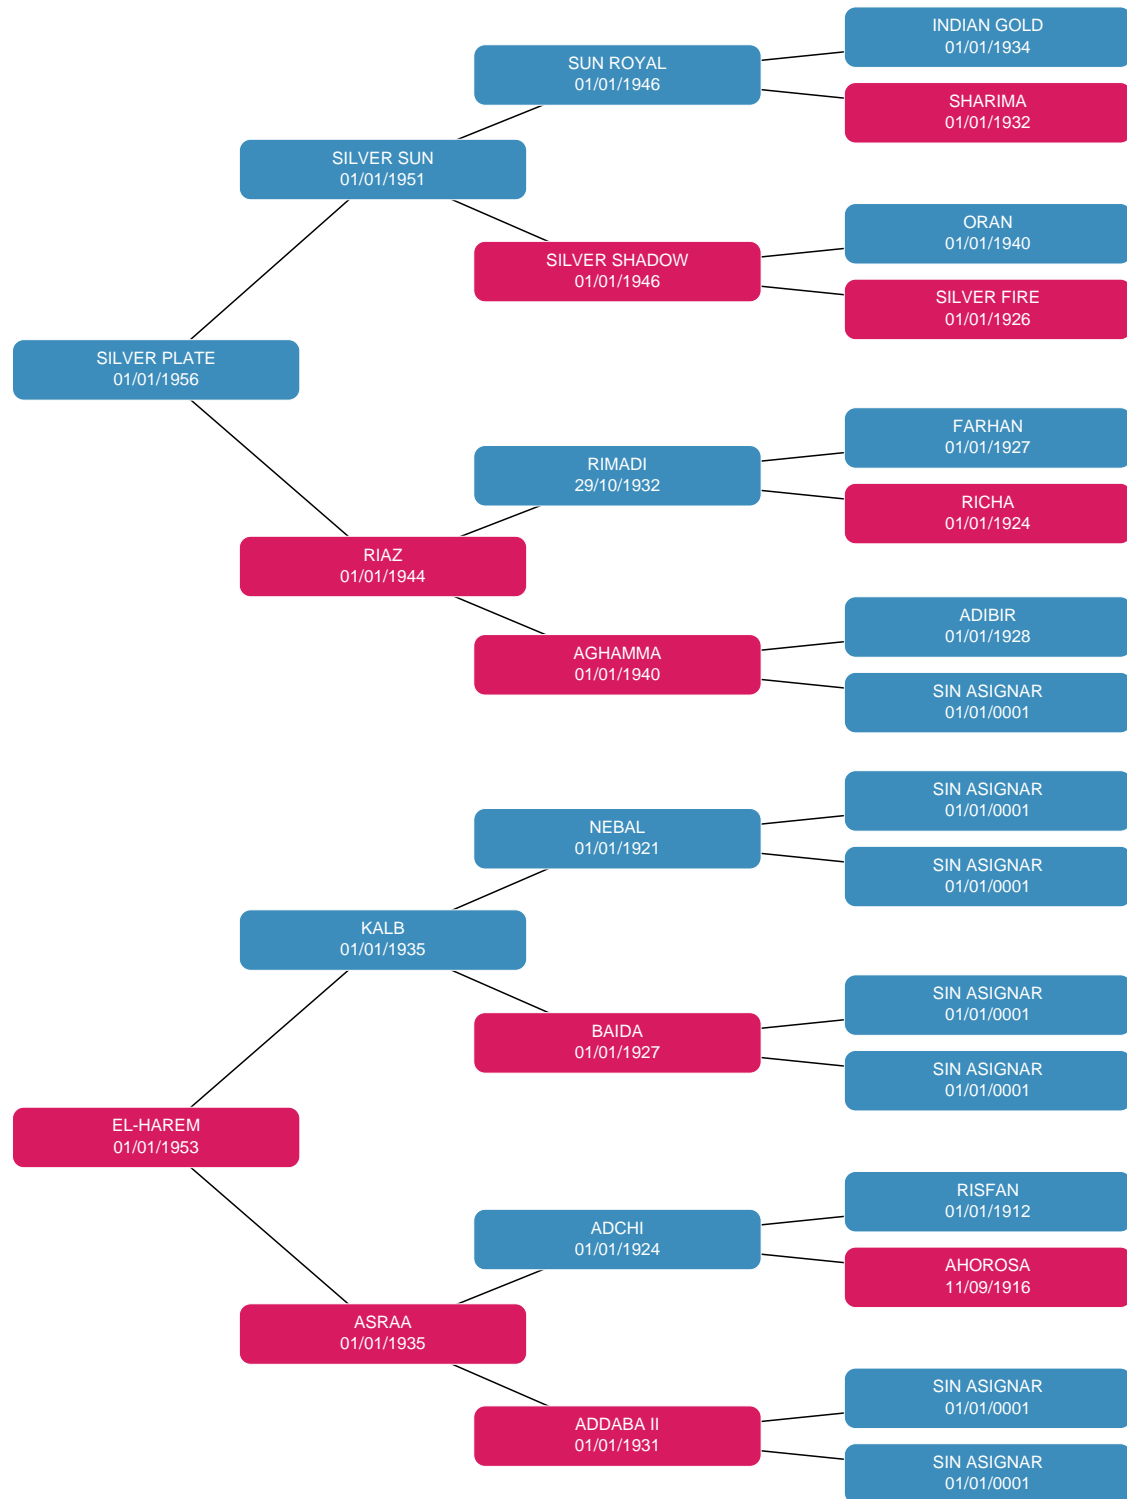 INDIAN GOLD
01/01/1934
SUN ROYAL
01/01/1946
SHARIMA
01/01/1932
SILVER SUN
01/01/1951
ORAN
01/01/1940
SILVER SHADOW
01/01/1946
SILVER FIRE
01/01/1926
SILVER PLATE
01/01/1956
FARHAN
01/01/1927
RIMADI
29/10/1932
RICHA
01/01/1924
RIAZ
01/01/1944
ADIBIR
01/01/1928
AGHAMMA
01/01/1940
SIN ASIGNAR
01/01/0001
SIN ASIGNAR
01/01/0001
NEBAL
01/01/1921
SIN ASIGNAR
01/01/0001
KALB
01/01/1935
SIN ASIGNAR
01/01/0001
BAIDA
01/01/1927
SIN ASIGNAR
01/01/0001
EL-HAREM
01/01/1953
RISFAN
01/01/1912
ADCHI
01/01/1924
AHOROSA
11/09/1916
ASRAA
01/01/1935
SIN ASIGNAR
01/01/0001
ADDABA II
01/01/1931
SIN ASIGNAR
01/01/0001